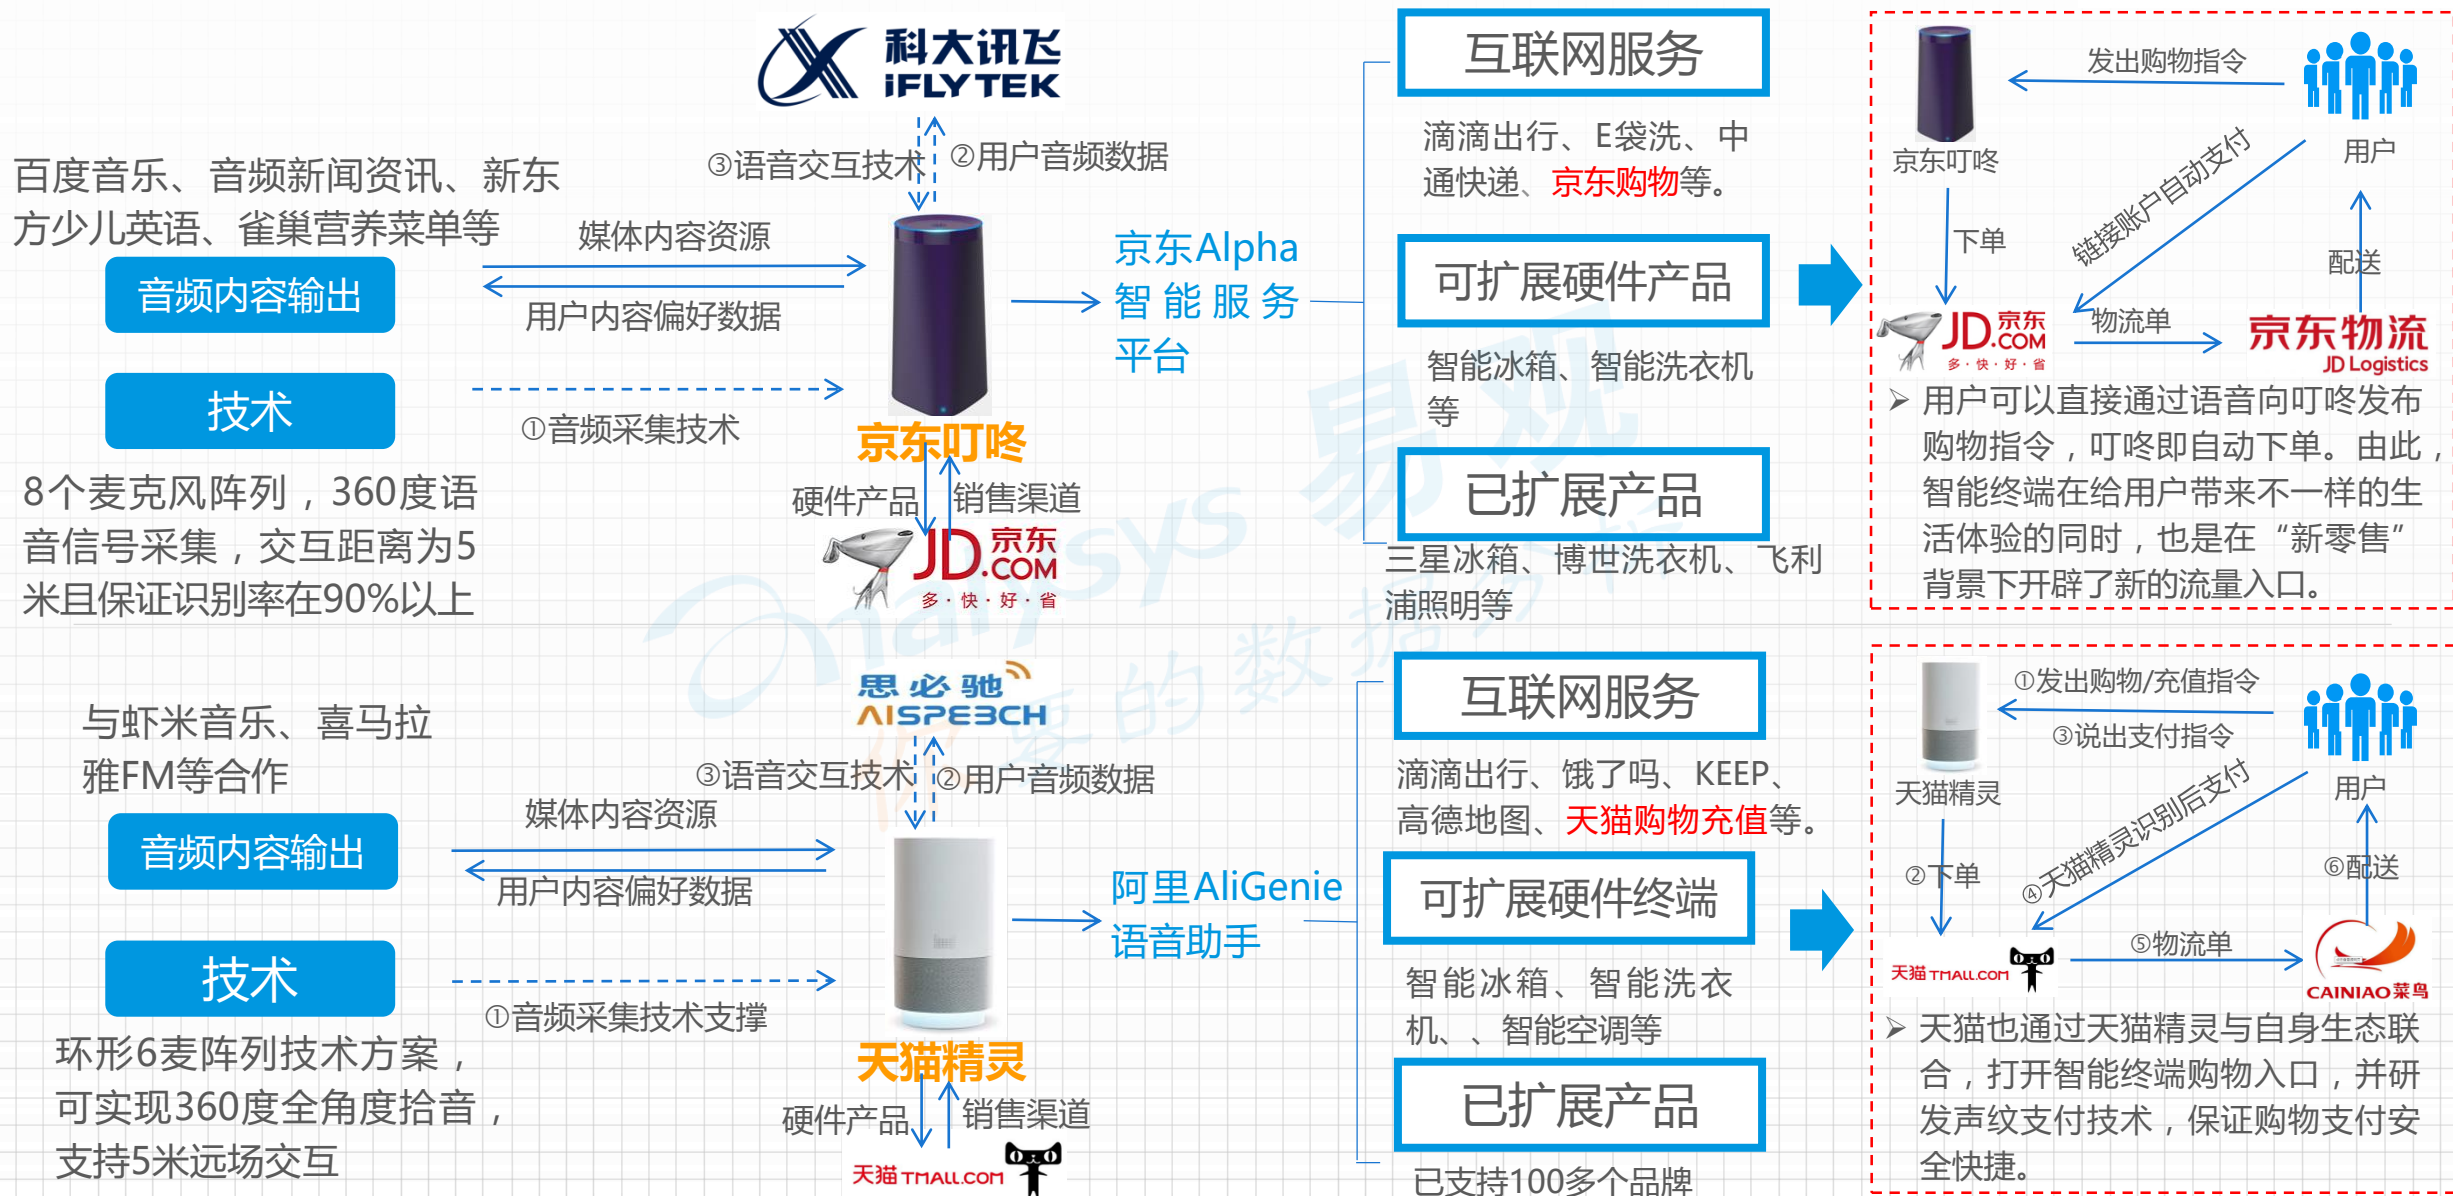 科大讯飞
iFLYTEK
③语音交互技术
②用户音频数据
百度音乐、音频新闻资讯、新东
方少儿英语、雀巢营养菜单等
音频内容输出
媒体内容资源
用户内容偏好数据
技术
①音频采集技术
8个麦克风阵列，360度语
音信号采集，交互距离为5
米且保证识别率在90%以上
京东叮咚
硬件产品
销售渠道
JD.COM 京东
多·快·好·省
京东Alpha
智能服务
平台
互联网服务
滴滴出行、E袋洗、中
通快递、京东购物等。
可扩展硬件产品
智能冰箱、智能洗衣机
等
已扩展产品
三星冰箱、博世洗衣机、飞利
浦照明等
发出购物指令
京东叮咚
用户
链接账户自动支付
下单
配送
JD.COM 京东
多·快·好·省
物流单
京东物流
JD Logistics
➢ 用户可以直接通过语音向叮咚发布
购物指令，叮咚即自动下单。由此，
智能终端在给用户带来不一样的生
活体验的同时，也是在“新零售”
背景下开辟了新的流量入口。
analysys 易观
你要的数据分析
思必驰
AISPEECH
③语音交互技术
②用户音频数据
与虾米音乐、喜马拉
雅FM等合作
音频内容输出
媒体内容资源
用户内容偏好数据
技术
①音频采集技术支撑
环形6麦阵列技术方案，
可实现360度全角度拾音，
支持5米远场交互
天猫精灵
硬件产品
销售渠道
天猫 TMALL.COM
阿里AliGenie
语音助手
互联网服务
滴滴出行、饿了吗、KEEP、
高德地图、天猫购物充值等。
可扩展硬件终端
智能冰箱、智能洗衣
机、、智能空调等
已扩展产品
已支持100多个品牌
①发出购物/充值指令
③说出支付指令
天猫精灵
用户
④天猫精灵识别后支付
②下单
⑥配送
天猫 TMALL.COM
⑤物流单
CAINIAO菜鸟
➢ 天猫也通过天猫精灵与自身生态联
合，打开智能终端购物入口，并研
发声纹支付技术，保证购物支付安
全快捷。